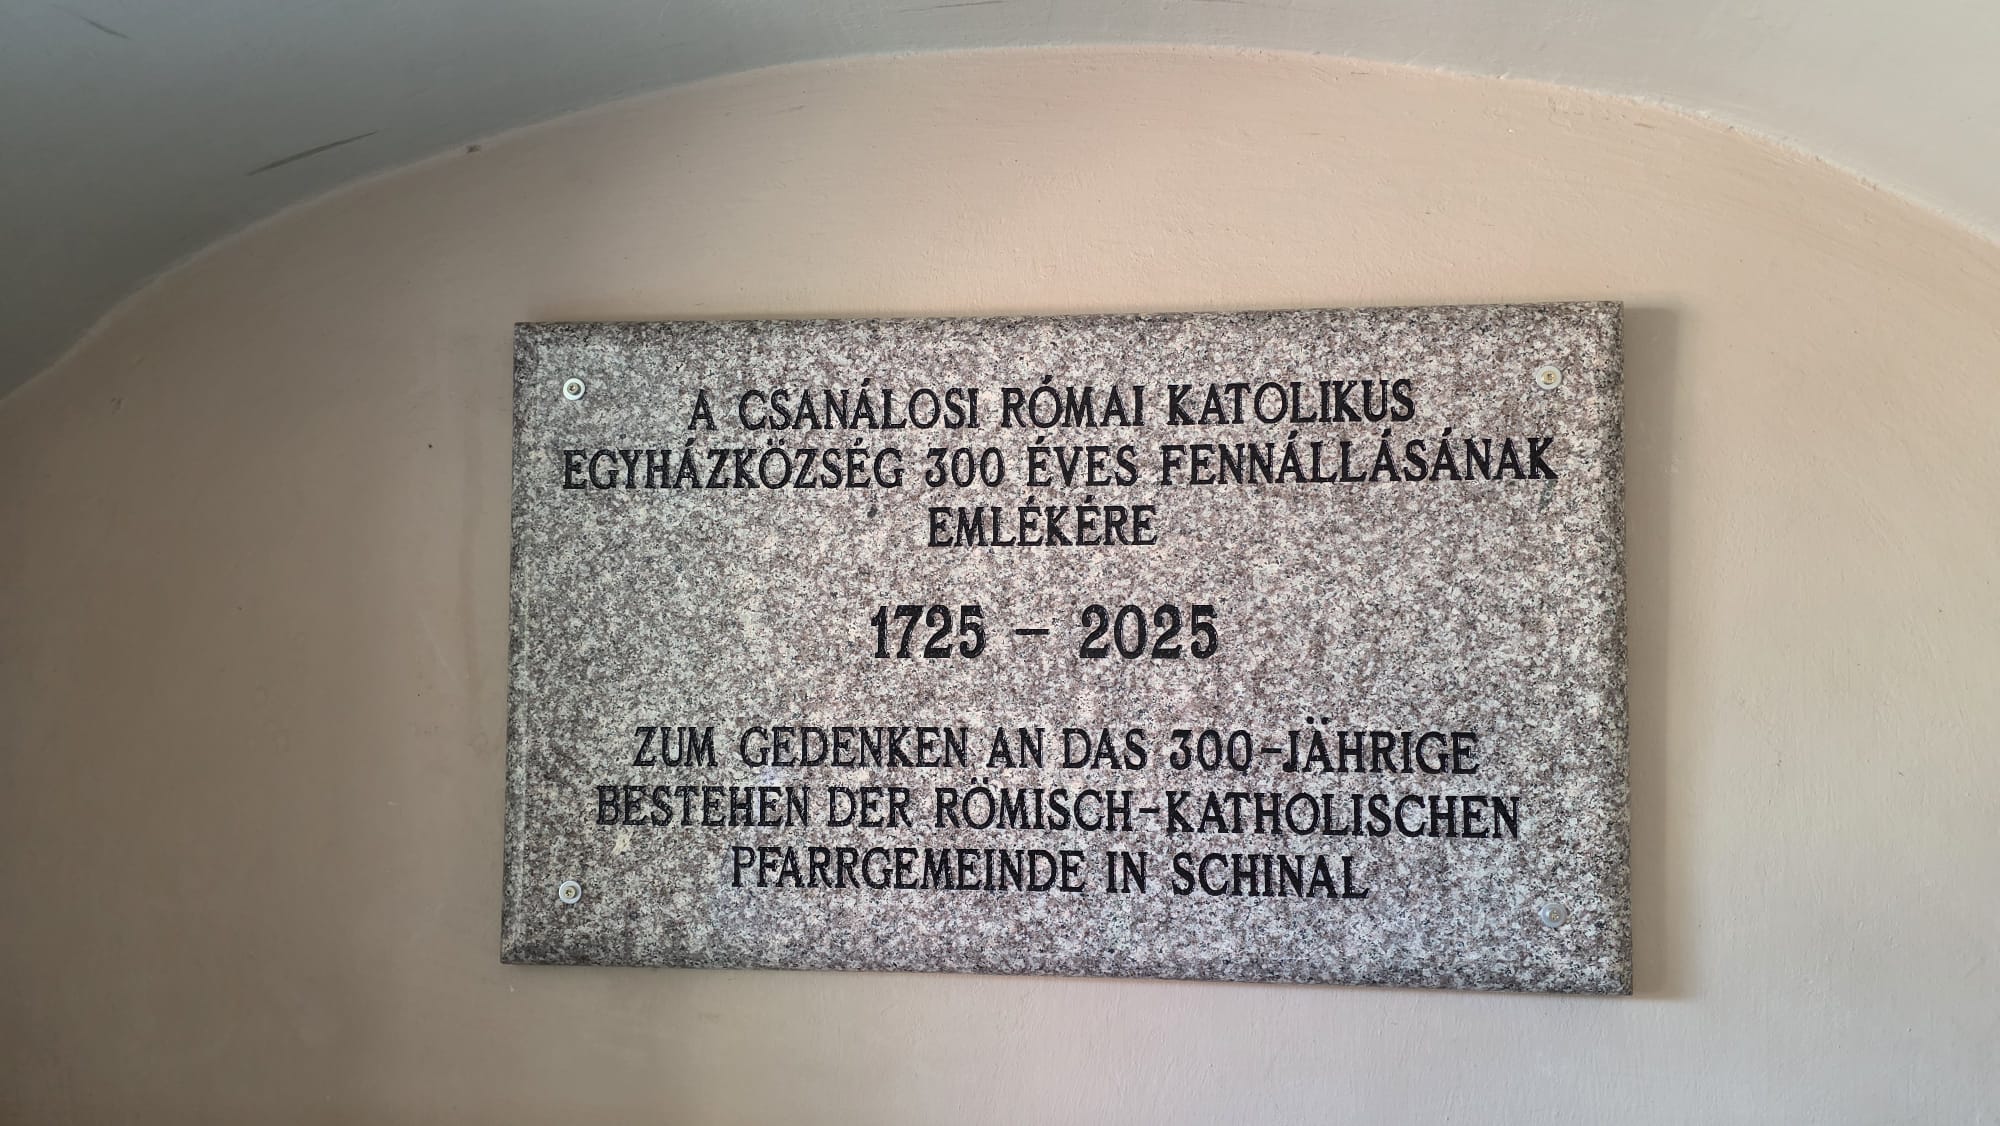 A CSANÁLOSI RÓMAI KATOLIKUS
EGYHÁZKÖZSÉG 300 ÉVES FENNÁLLÁSÁNAK
EMLÉKÉRE
1725 – 2025
ZUM GEDENKEN AN DAS 300-JÄHRIGE
BESTEHEN DER RÖMISCH-KATHOLISCHEN
PFARRGEMEINDE IN SCHINAL